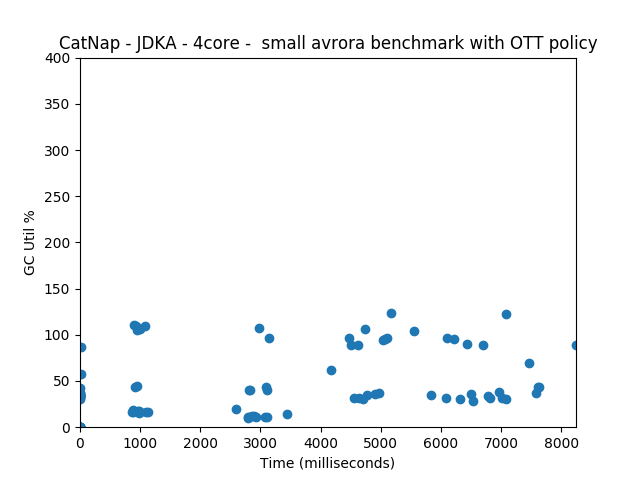 CatNap - JDKA - 4core -  small avrora benchmark with OTT policy
400
350
300
250
200
150
100
50
0
GC Util %
0 1000 2000 3000 4000 5000 6000 7000 8000
Time (milliseconds)